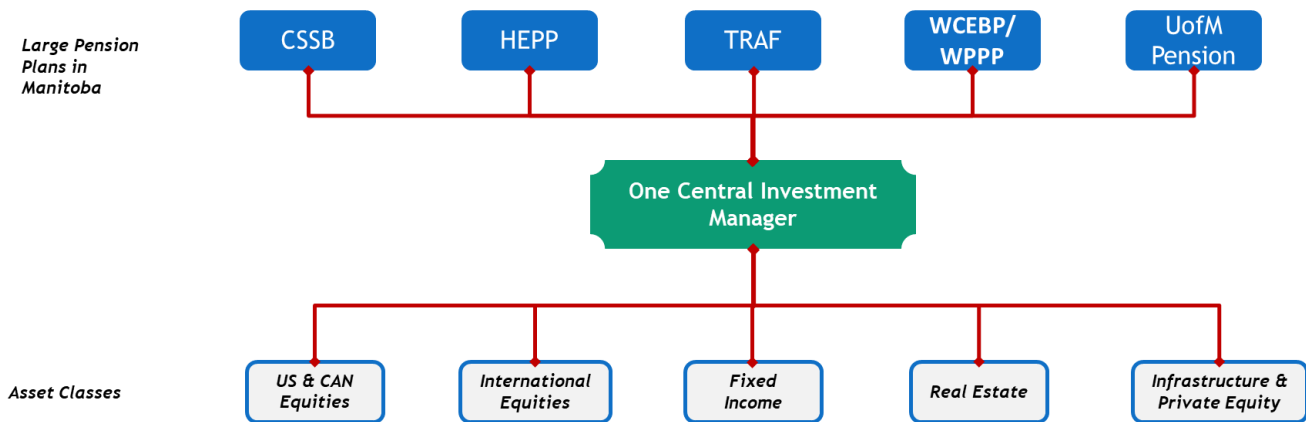 Large Pension
Plans in
Manitoba
CSSB
HEPP
TRAF
WCEBP/
WPPP
UofM
Pension
One Central Investment
Manager
Asset Classes
US & CAN
Equities
International
Equities
Fixed
Income
Real Estate
Infrastructure &
Private Equity